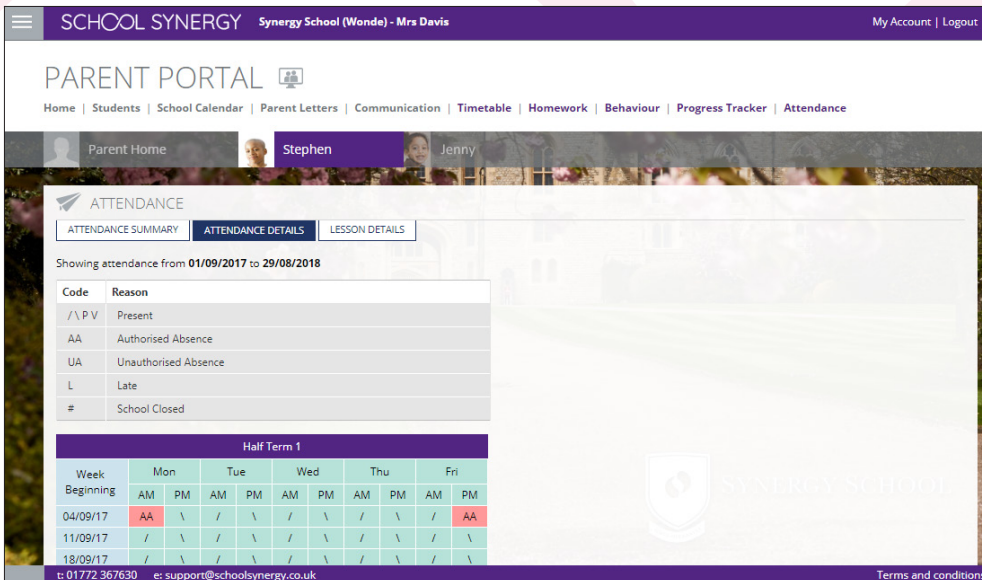 SCHOOL SYNERGY Synergy School (Wonde) - Mrs Davis My Account | Logout
PARENT PORTAL
Home | Students | School Calendar | Parent Letters | Communication | Timetable | Homework | Behaviour | Progress Tracker | Attendance
Parent Home Stephen Jenny
ATTENDANCE
ATTENDANCE SUMMARY ATTENDANCE DETAILS LESSON DETAILS
Showing attendance from 01/09/2017 to 29/08/2018
Code Reason
/ \ P V Present
AA Authorised Absence
UA Unauthorised Absence
L Late
# School Closed
Half Term 1
Week Beginning Mon Tue Wed Thu Fri
AM PM AM PM AM PM AM PM AM PM
04/09/17 AA \ / \ / \ / \ / AA
11/09/17 / \ / \ / \ / \ / \
18/09/17 / \ / \ / \ / \ / \
SYNERGY SCHOOL
t: 01772 367630 e: support@schoolsynergy.co.uk Terms and conditions